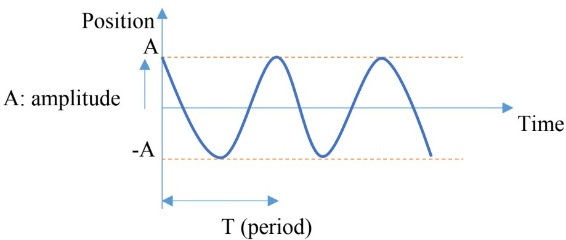 Position
A
A: amplitude
Time
-A
T (period)